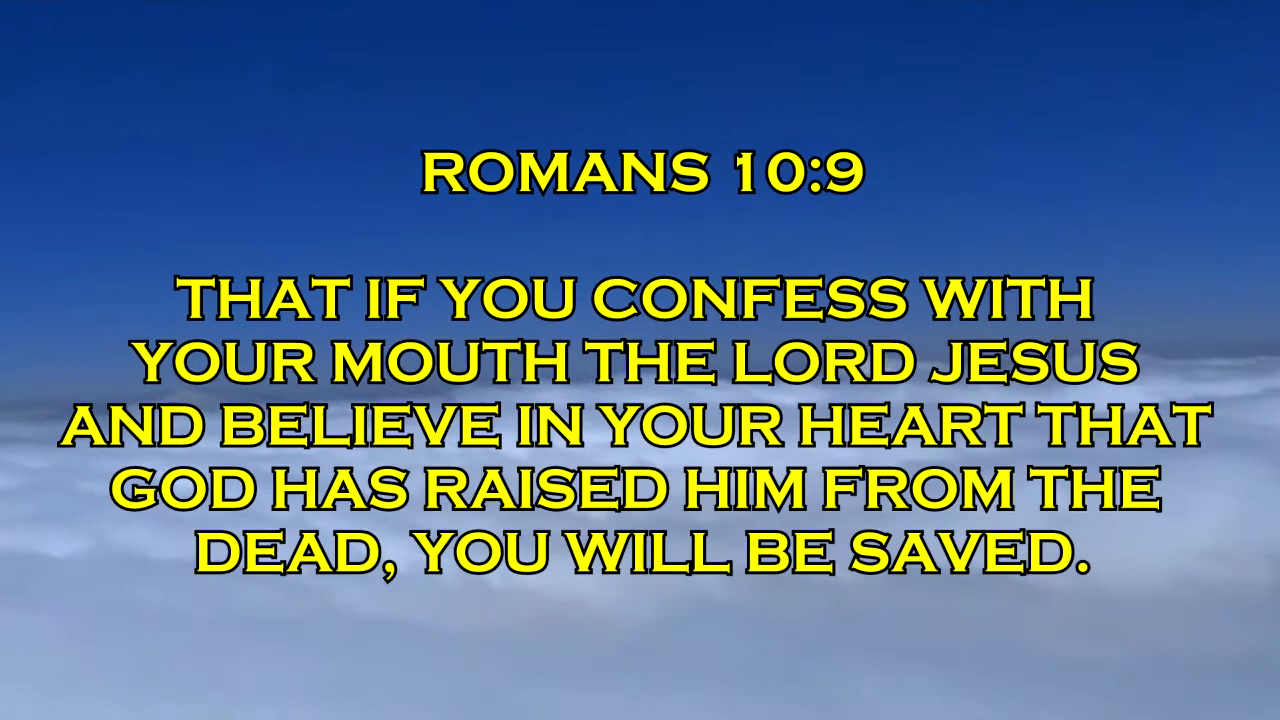 ROMANS 10:9
THAT IF YOU CONFESS WITH
YOUR MOUTH THE LORD JESUS
AND BELIEVE IN YOUR HEART THAT
GOD HAS RAISED HIM FROM THE
DEAD, YOU WILL BE SAVED.